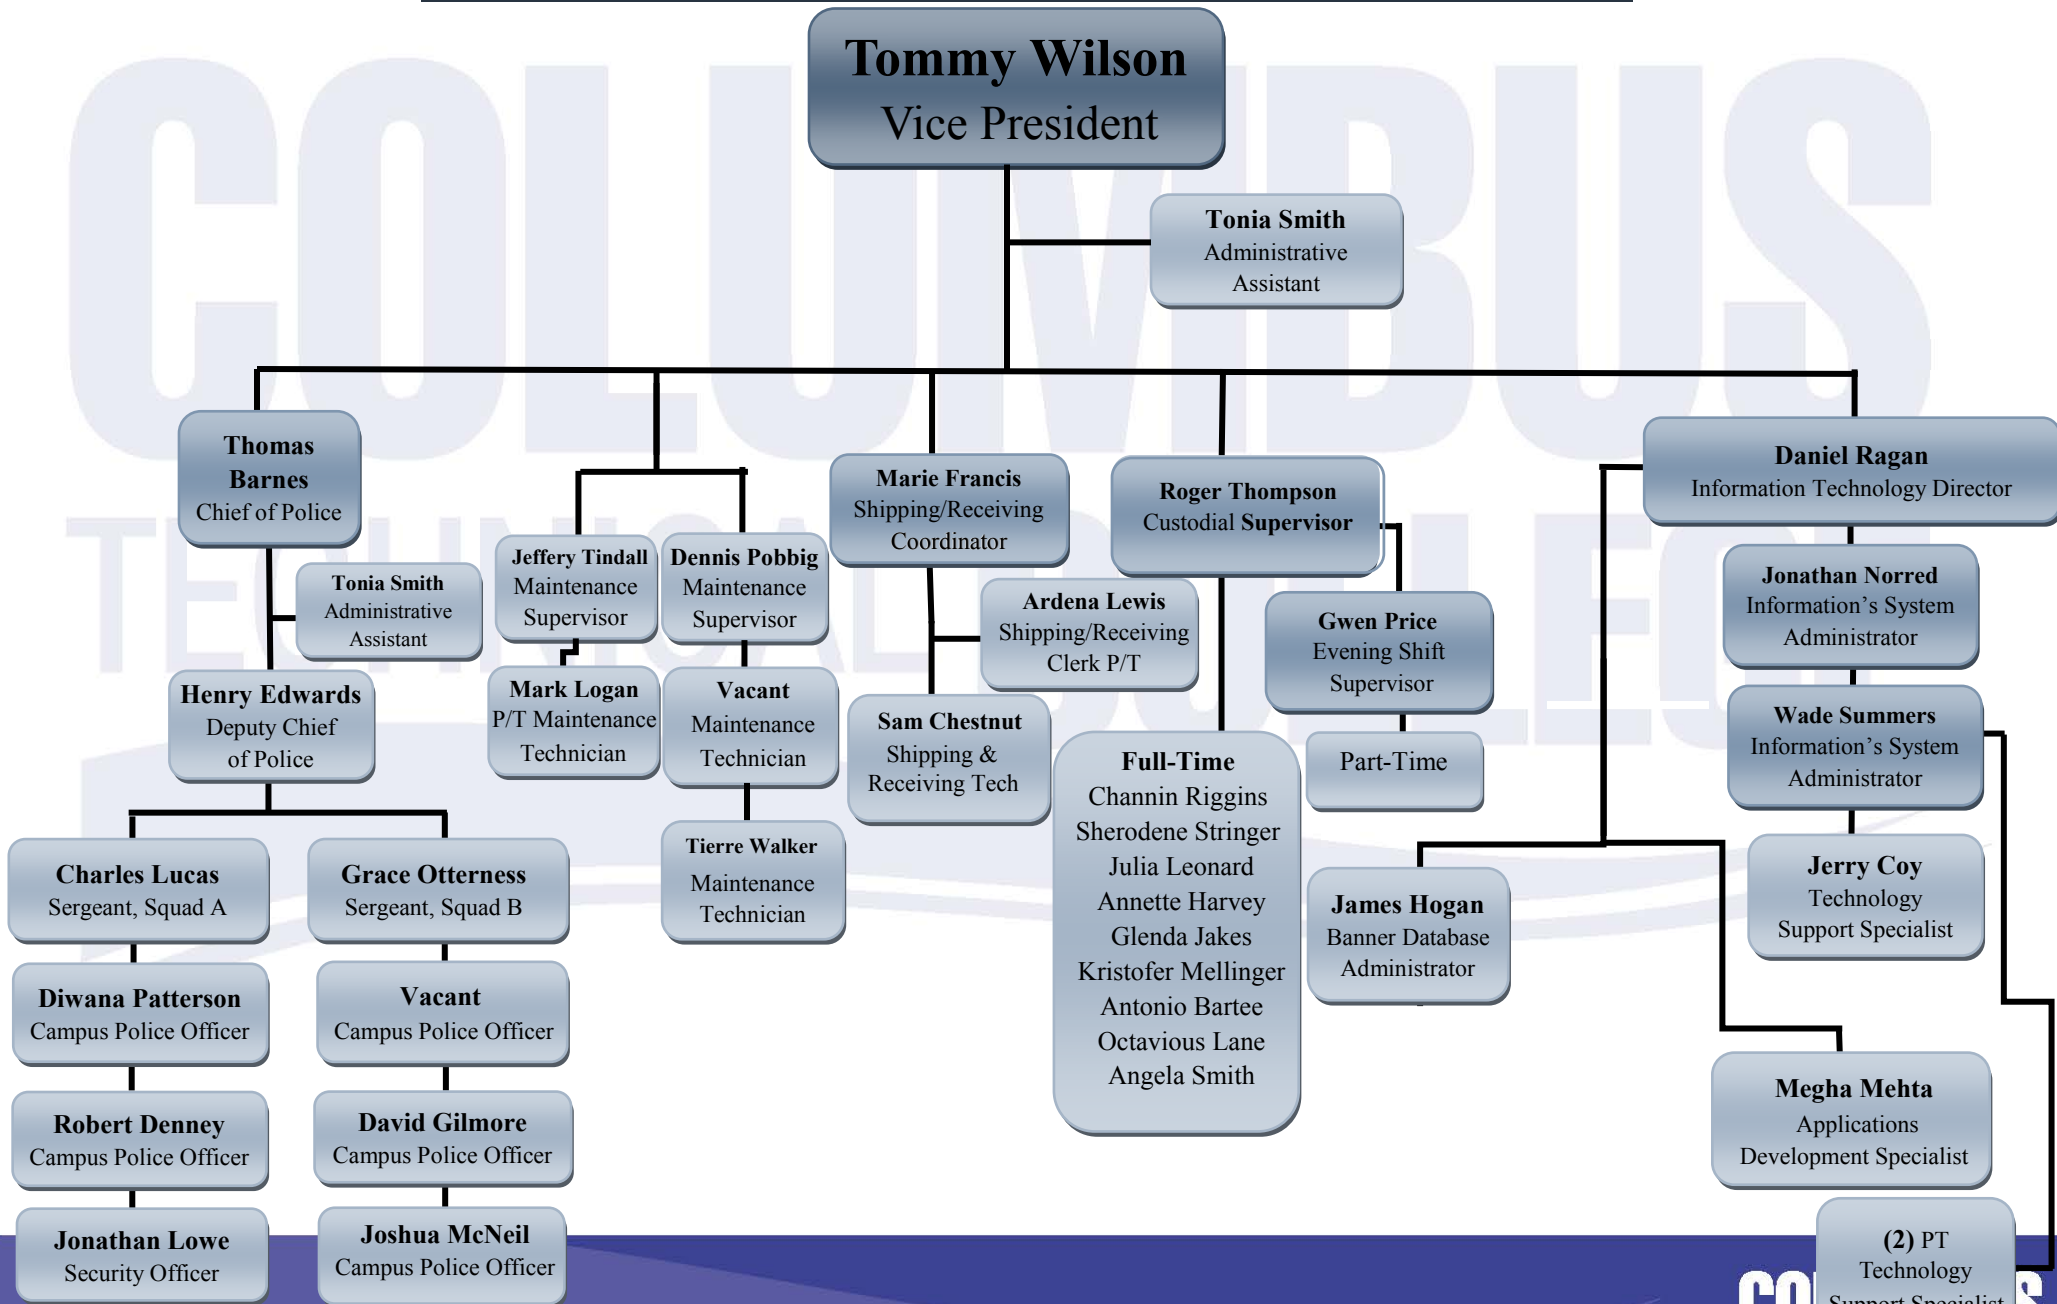 COLUMBUS
TECHNICAL COLLEGE
Tommy Wilson
Vice President
Tonia Smith
Administrative
Assistant
Thomas
Barnes
Chief of Police
Tonia Smith
Administrative
Assistant
Henry Edwards
Deputy Chief
of Police
Charles Lucas
Sergeant, Squad A
Diwana Patterson
Campus Police Officer
Robert Denney
Campus Police Officer
Jonathan Lowe
Security Officer
Grace Otterness
Sergeant, Squad B
Vacant
Campus Police Officer
David Gilmore
Campus Police Officer
Joshua McNeil
Campus Police Officer
Jeffery Tindall
Maintenance
Supervisor
Mark Logan
P/T Maintenance
Technician
Dennis Pobbig
Maintenance
Supervisor
Vacant
Maintenance
Technician
Tierre Walker
Maintenance
Technician
Marie Francis
Shipping/Receiving
Coordinator
Ardena Lewis
Shipping/Receiving
Clerk P/T
Sam Chestnut
Shipping &
Receiving Tech
Roger Thompson
Custodial Supervisor
Gwen Price
Evening Shift
Supervisor
Part-Time
Full-Time
Channin Riggins
Sherodene Stringer
Julia Leonard
Annette Harvey
Glenda Jakes
Kristofer Mellinger
Antonio Bartee
Octavious Lane
Angela Smith
Daniel Ragan
Information Technology Director
Jonathan Norred
Information’s System
Administrator
Wade Summers
Information’s System
Administrator
Jerry Coy
Technology
Support Specialist
James Hogan
Banner Database
Administrator
Megha Mehta
Applications
Development Specialist
(2) PT
Technology
Support Specialist